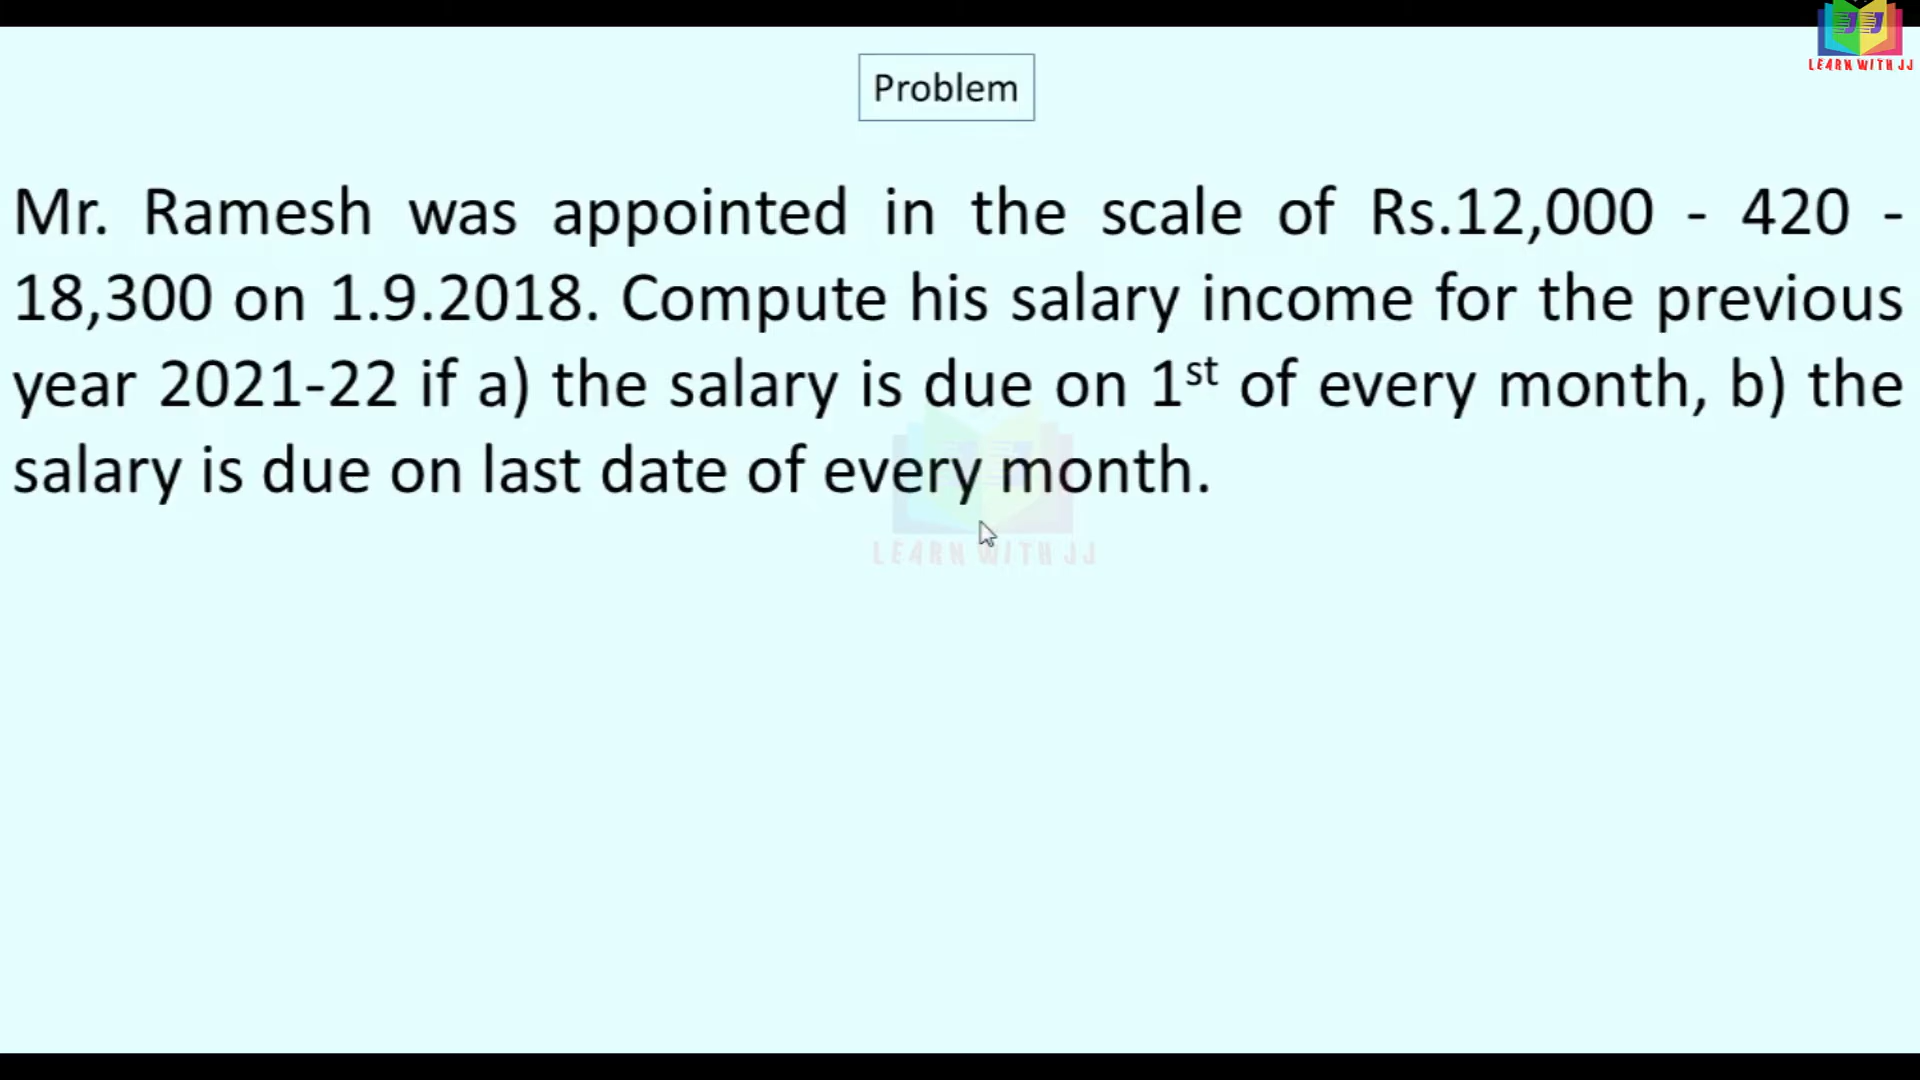 JJ
LEARN WITH JJ
Problem
Mr. Ramesh was appointed in the scale of Rs.12,000 - 420 -
18,300 on 1.9.2018. Compute his salary income for the previous
year 2021-22 if a) the salary is due on 1st of every month, b) the
salary is due on last date of every month.
LEARN WITH JJ